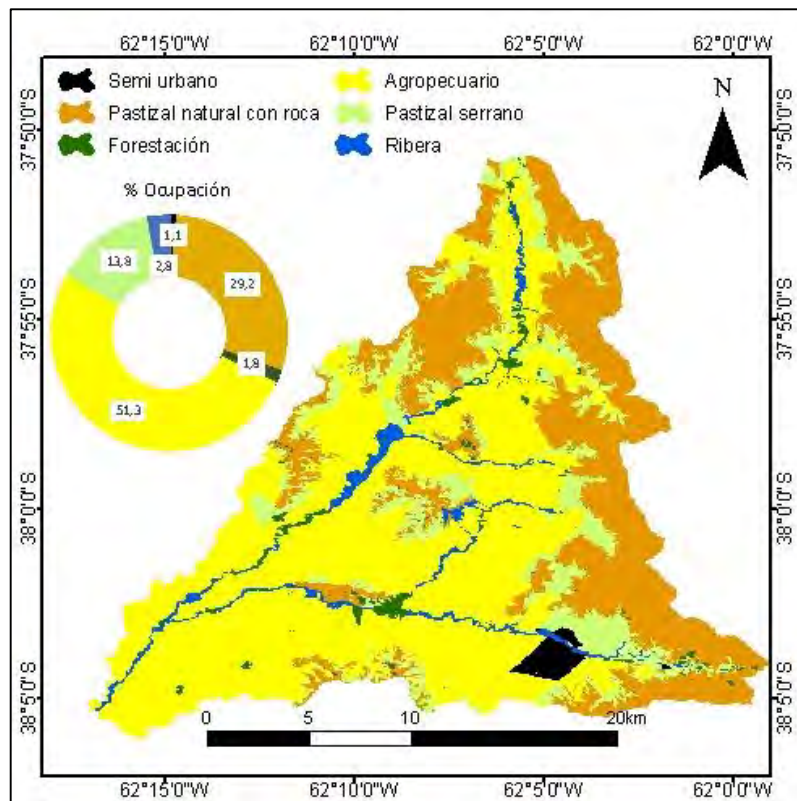 62°15'0"W 62°10'0"W 62°5'0"W 62°0'0"W
Semi urbano Agropecuario
Pastizal natural con roca Pastizal serrano
Forestación Ribera
N
% Ocupación
1,1
2,8
13,8
29,2
1,8
51,3
37°50'0"S 37°50'0"S
37°55'0"S 37°55'0"S
38°0'0"S 38°0'0"S
38°5'0"S 38°5'0"S
0 5 10 20km
62°15'0"W 62°10'0"W 62°5'0"W 62°0'0"W